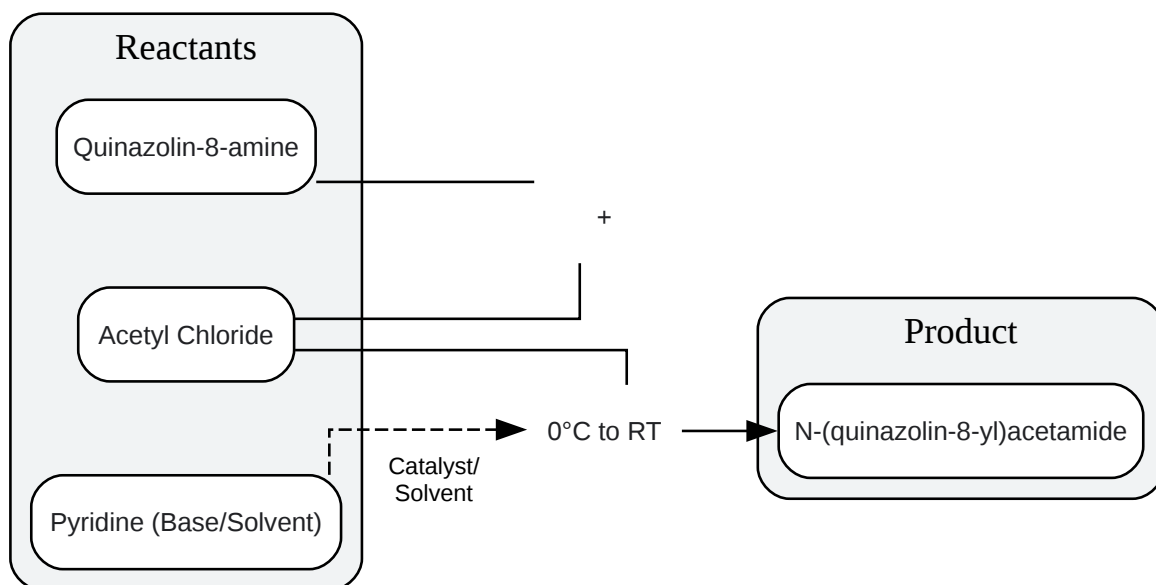 Reactants
Quinazolin-8-amine
+
Acetyl Chloride
Product
0°C to RT
N-(quinazolin-8-yl)acetamide
Catalyst/
Solvent
Pyridine (Base/Solvent)